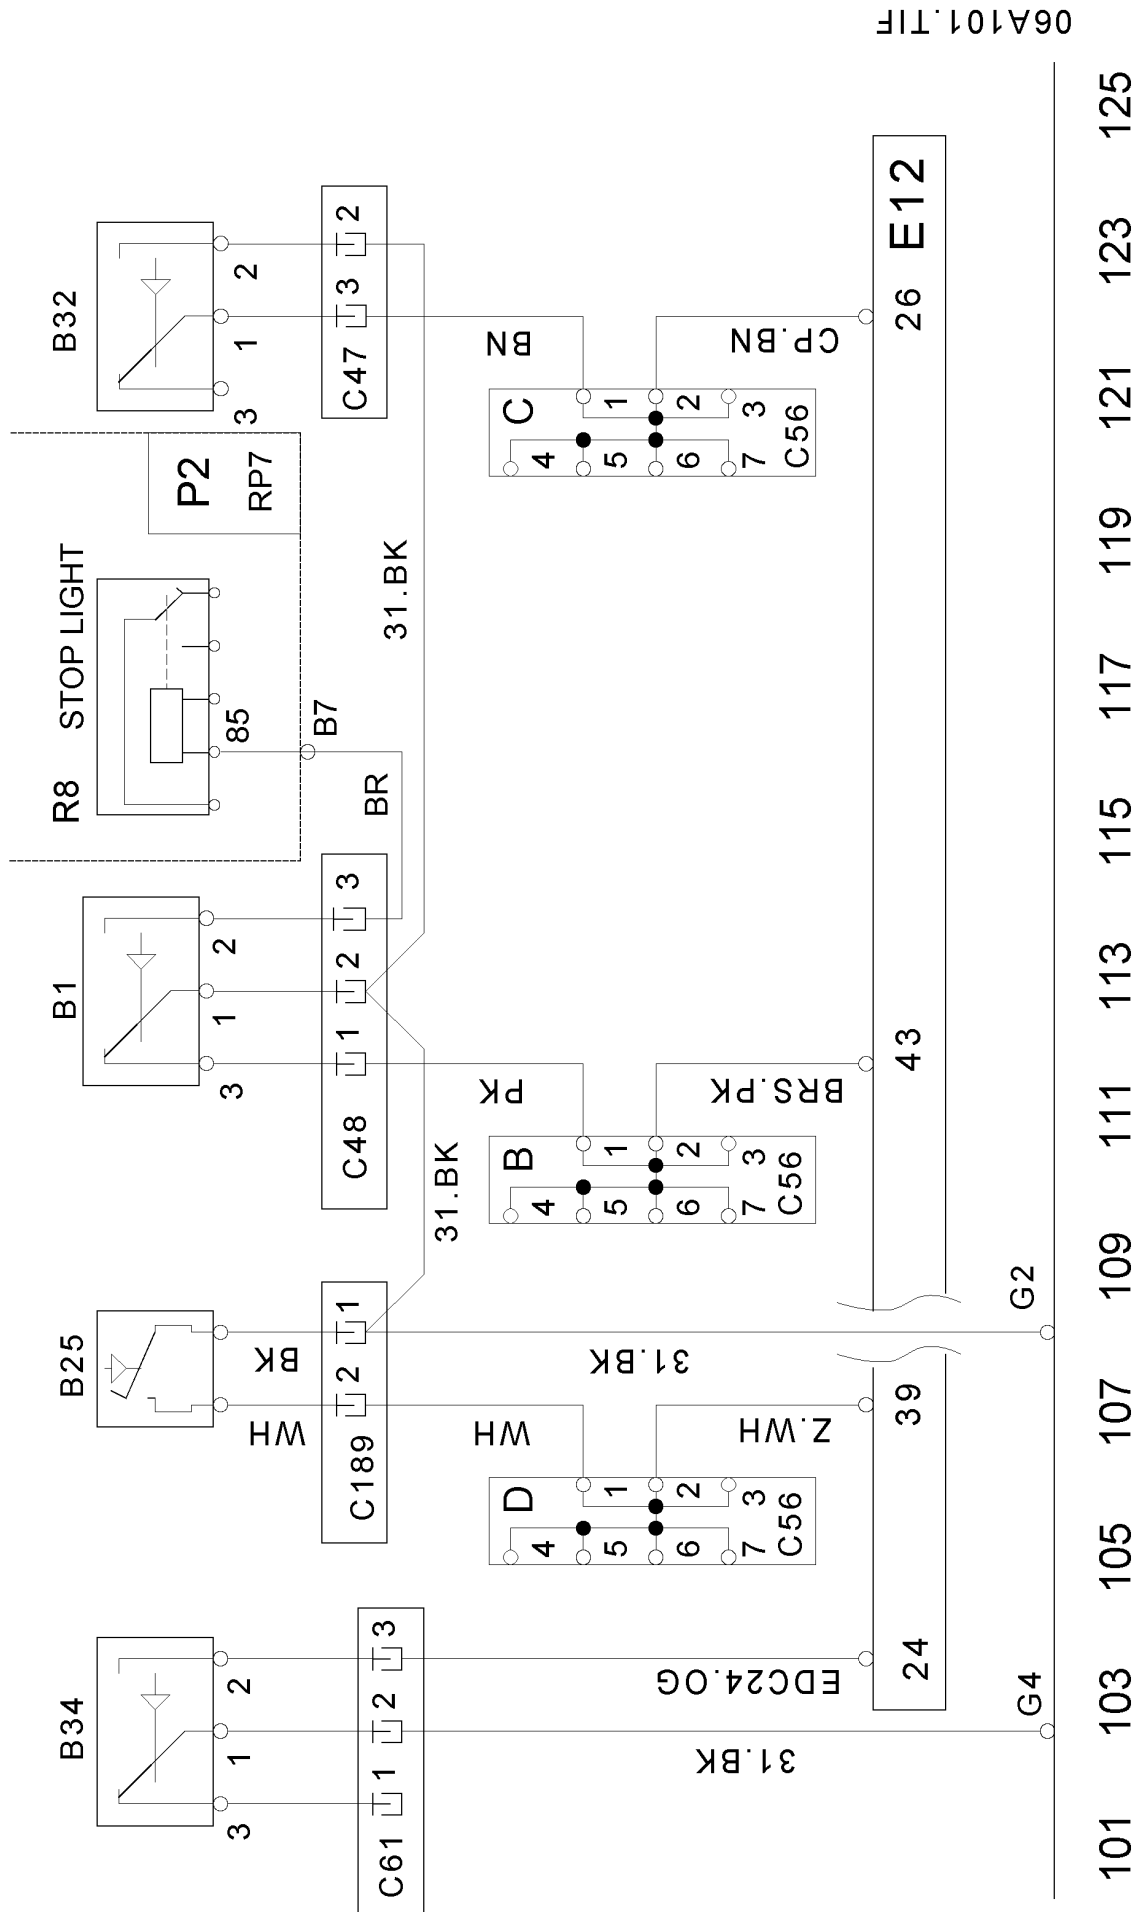 06A101.TIF
B34
3 1 2
C61 1 2 3
EDC24.OG
31.BK
24
G4
B25
BK
WH
C189 2 1
WH
31.BK
Z.WH
D
1 2 3
4 5 6 7
C56
39
G2
31.BK
B1
3 1 2
C48 1 2 3
PK
BRS.PK
B
1 2 3
4 5 6 7
C56
43
R8 STOP LIGHT
85
B7
BR
P2
RP7
31.BK
B32
3 1 2
C47 3 2
BN
CP.BN
C
1 2 3
4 5 6 7
C56
26 E12
101 103 105 107 109 111 113 115 117 119 121 123 125